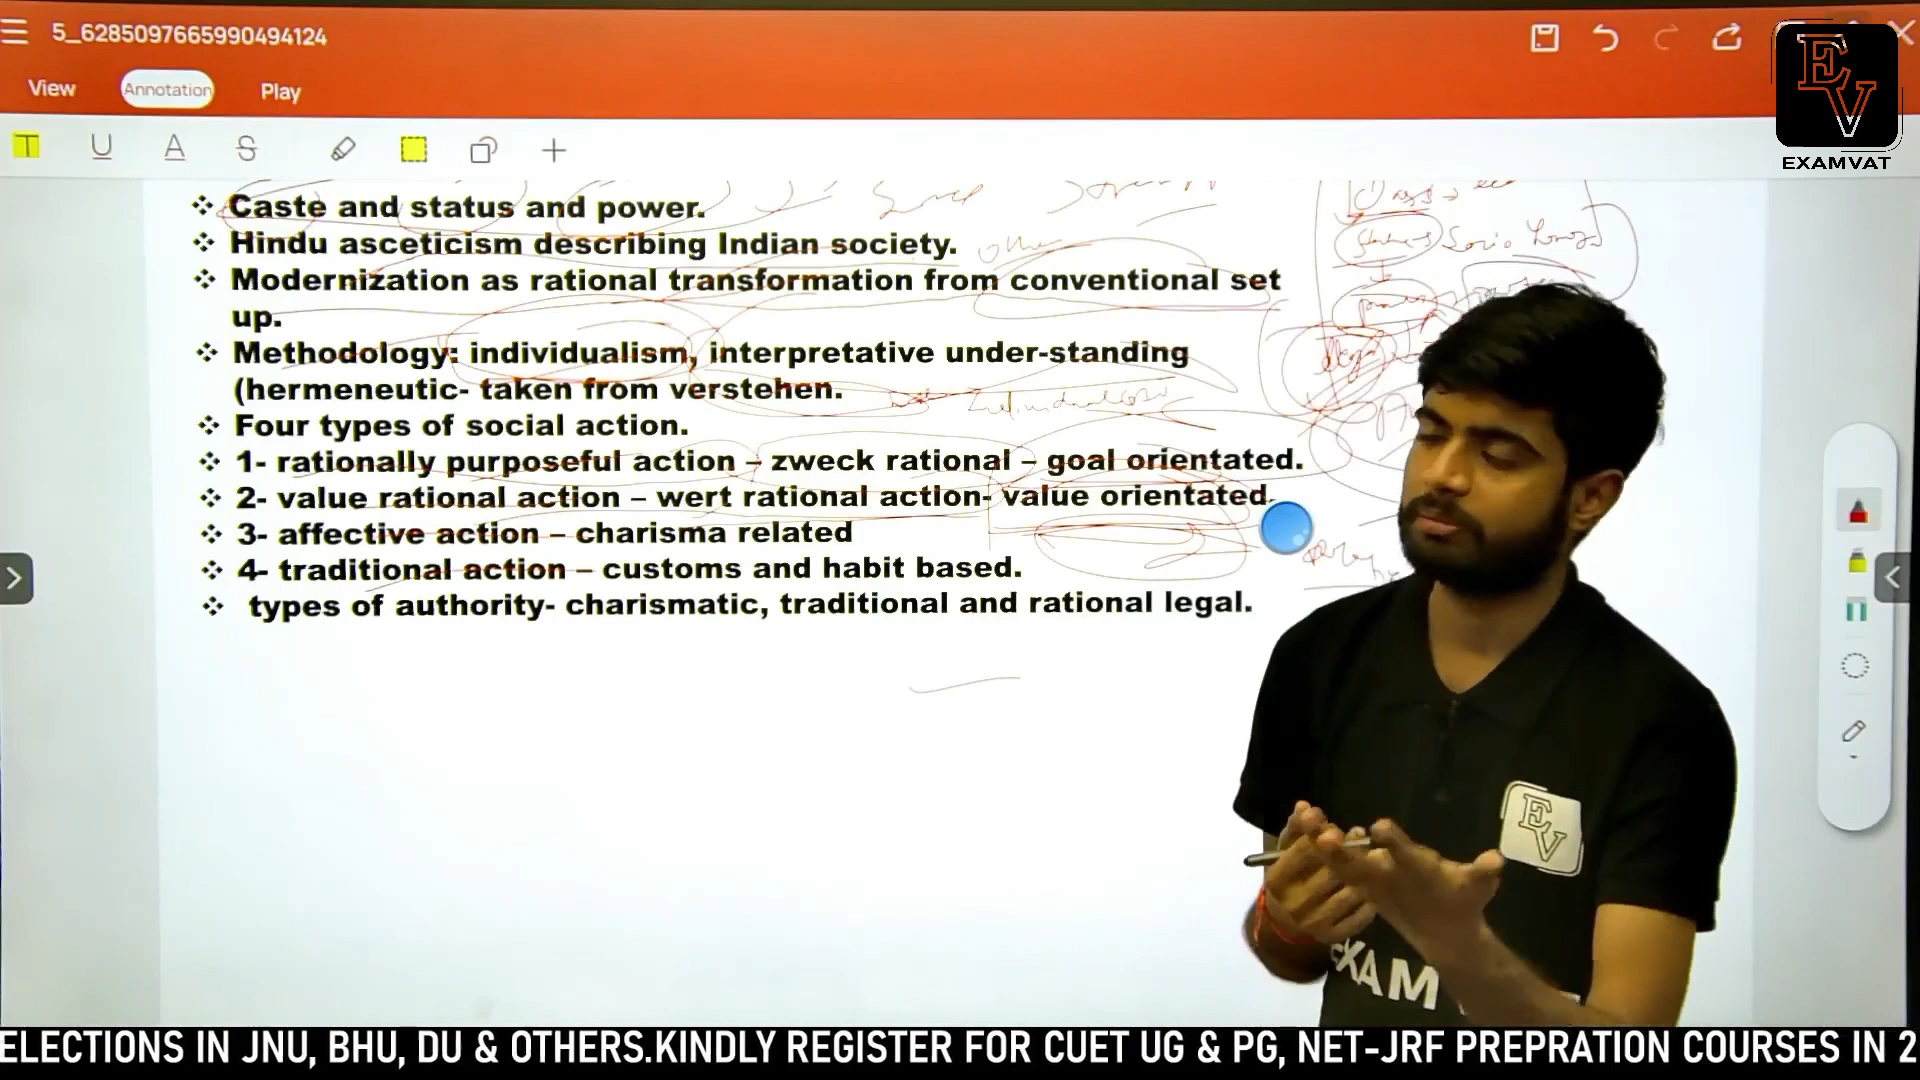 5_6285097665990494124
View Annotation Play
T U A S
EV
EXAMVAT
Caste and status and power.
Hindu asceticism describing Indian society.
Modernization as rational transformation from conventional set
up.
Methodology: individualism, interpretative under-standing
(hermeneutic- taken from verstehen.
Four types of social action.
1- rationally purposeful action – zweck rational – goal orientated.
2- value rational action – wert rational action- value orientated.
3- affective action – charisma related
4- traditional action – customs and habit based.
types of authority- charismatic, traditional and rational legal.
EV
EXAM
ELECTIONS IN JNU, BHU, DU & OTHERS.KINDLY REGISTER FOR CUET UG & PG, NET-JRF PREPRATION COURSES IN 2